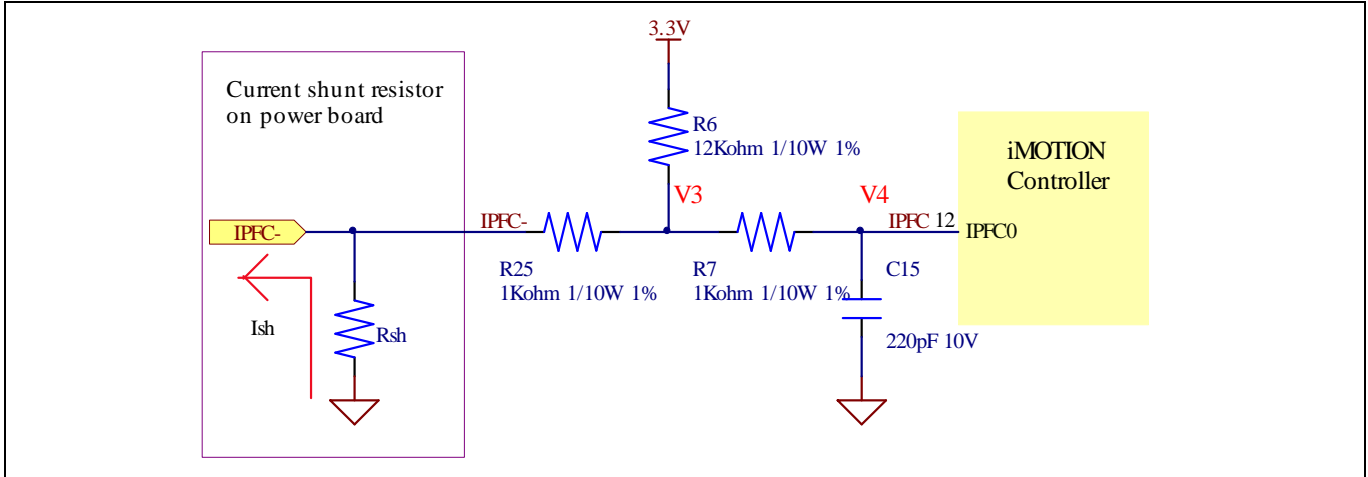 3.3V
Current shunt resistor
on power board
R6
12Kohm 1/10W 1%
iMOTION
Controller
V3
V4
IPFC-
IPFC-
IPFC 12
IPFC0
R25
1Kohm 1/10W 1%
R7
1Kohm 1/10W 1%
C15
Ish
Rsh
220pF 10V